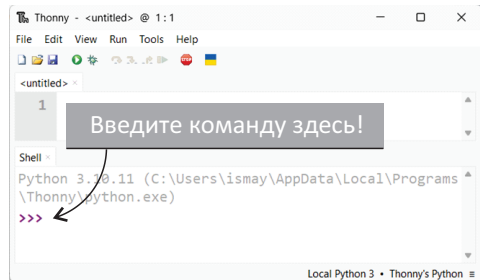 Thonny - <untitled> @ 1 : 1
File Edit View Run Tools Help
<untitled> ×
1
Введите команду здесь!
Shell ×
Python 3.10.11 (C:\Users\ismay\AppData\Local\Programs
\Thonny\python.exe)
>>>
Local Python 3 • Thonny's Python ≡